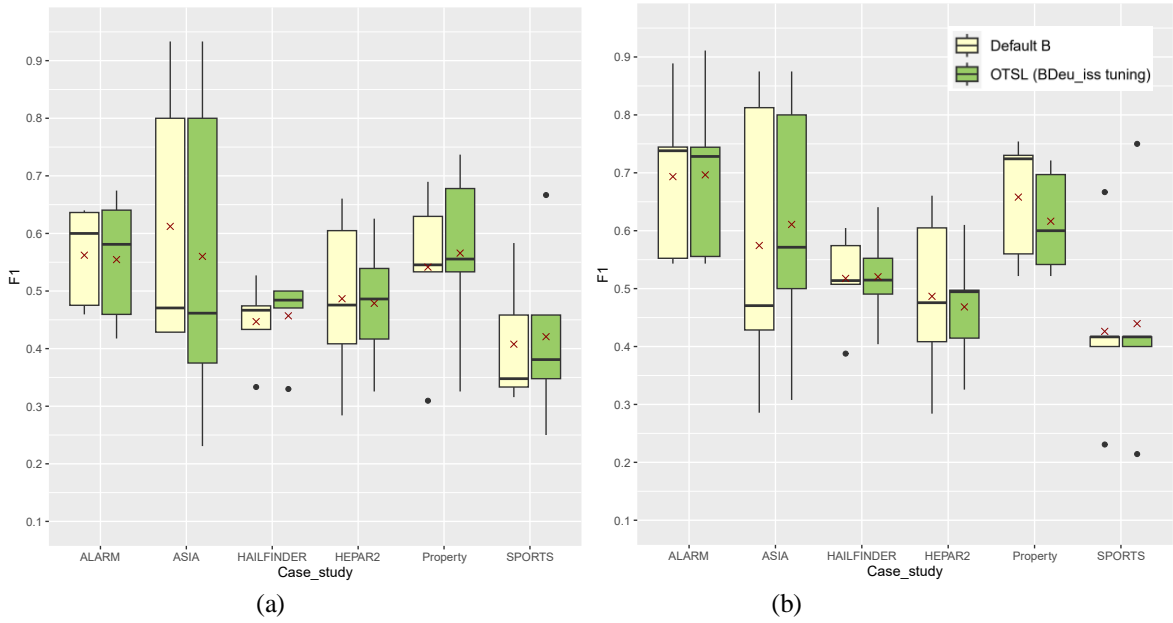 0.9
0.8
0.7
0.6
0.5
0.4
0.3
0.2
0.1
F1
ALARM ASIA HAILFINDER HEPAR2 Property SPORTS
Case_study
(a)
Default B
OTSL (BDeu_iss tuning)
0.9
0.8
0.7
0.6
0.5
0.4
0.3
0.2
0.1
F1
ALARM ASIA HAILFINDER HEPAR2 Property SPORTS
Case_study
(b)